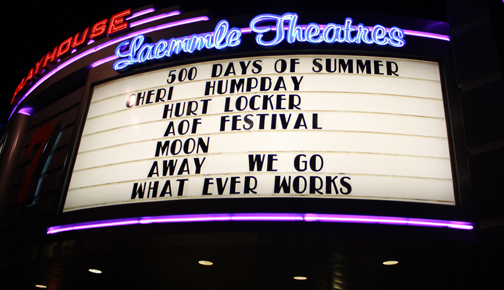 PLAYHOUSE
Laemmle Theatres
500 DAYS OF SUMMER
CHERI HUMPDAY
HURT LOCKER
AOF FESTIVAL
MOON
AWAY WE GO
WHAT EVER WORKS